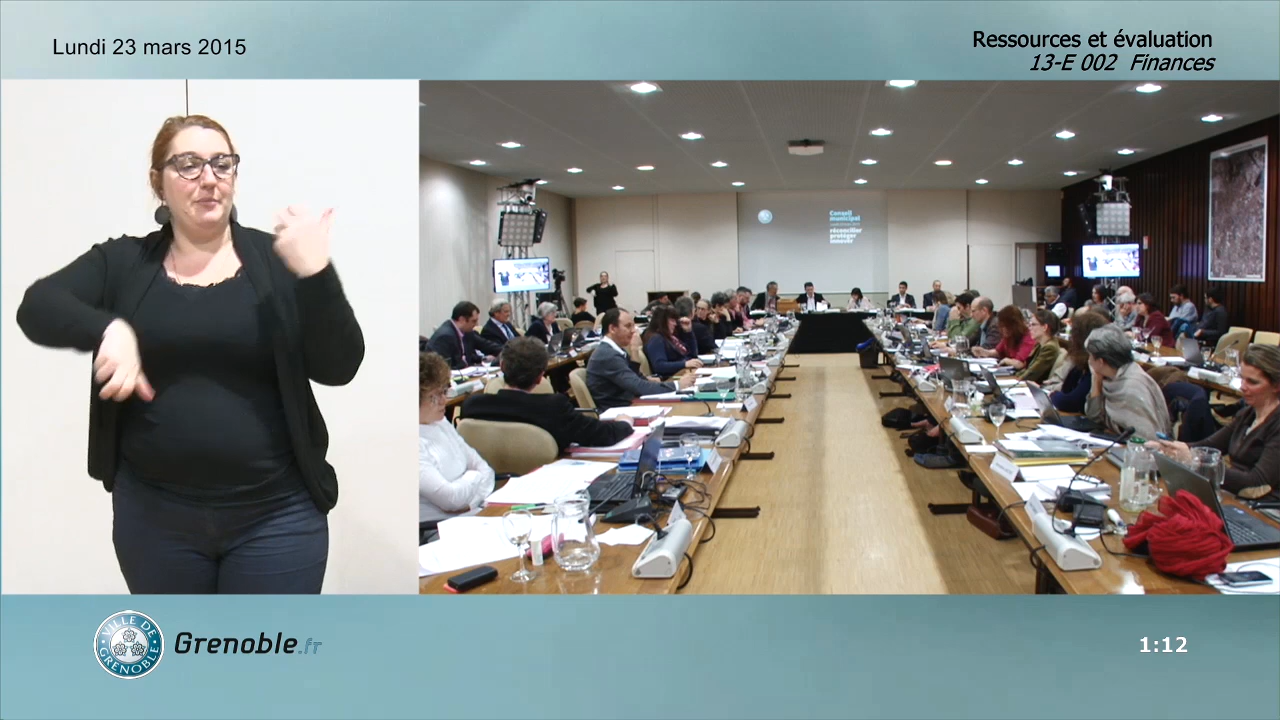 Lundi 23 mars 2015
Ressources et évaluation
13-E 002 Finances
Conseil
municipal
réconcilier
protéger
innover
VILLE DE
GRENOBLE
Grenoble.fr
1:12